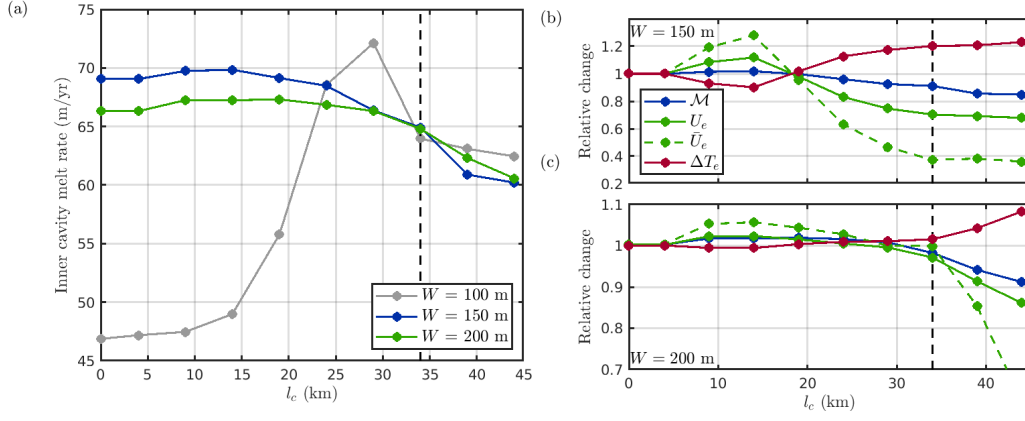 (a)
Inner cavity melt rate (m/yr)
75
70
65
60
55
50
45
0 5 10 15 20 25 30 35 40 45
l_c (km)
W = 100 m
W = 150 m
W = 200 m
(b)
W = 150 m
Relative change
1.2
1
0.8
0.6
0.4
0.2
ℳ
U_e
Ū_e
ΔT_e
(c)
Relative change
1.1
1
0.9
0.8
0.7
W = 200 m
0 10 20 30 40
l_c (km)